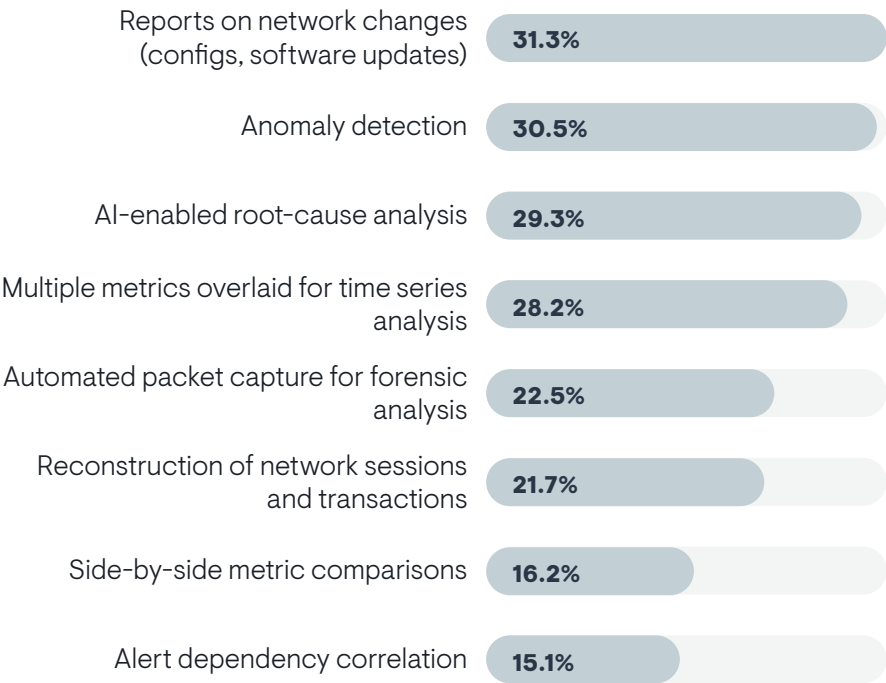 Reports on network changes
(configs, software updates)
31.3%
Anomaly detection
30.5%
AI-enabled root-cause analysis
29.3%
Multiple metrics overlaid for time series
analysis
28.2%
Automated packet capture for forensic
analysis
22.5%
Reconstruction of network sessions
and transactions
21.7%
Side-by-side metric comparisons
16.2%
Alert dependency correlation
15.1%